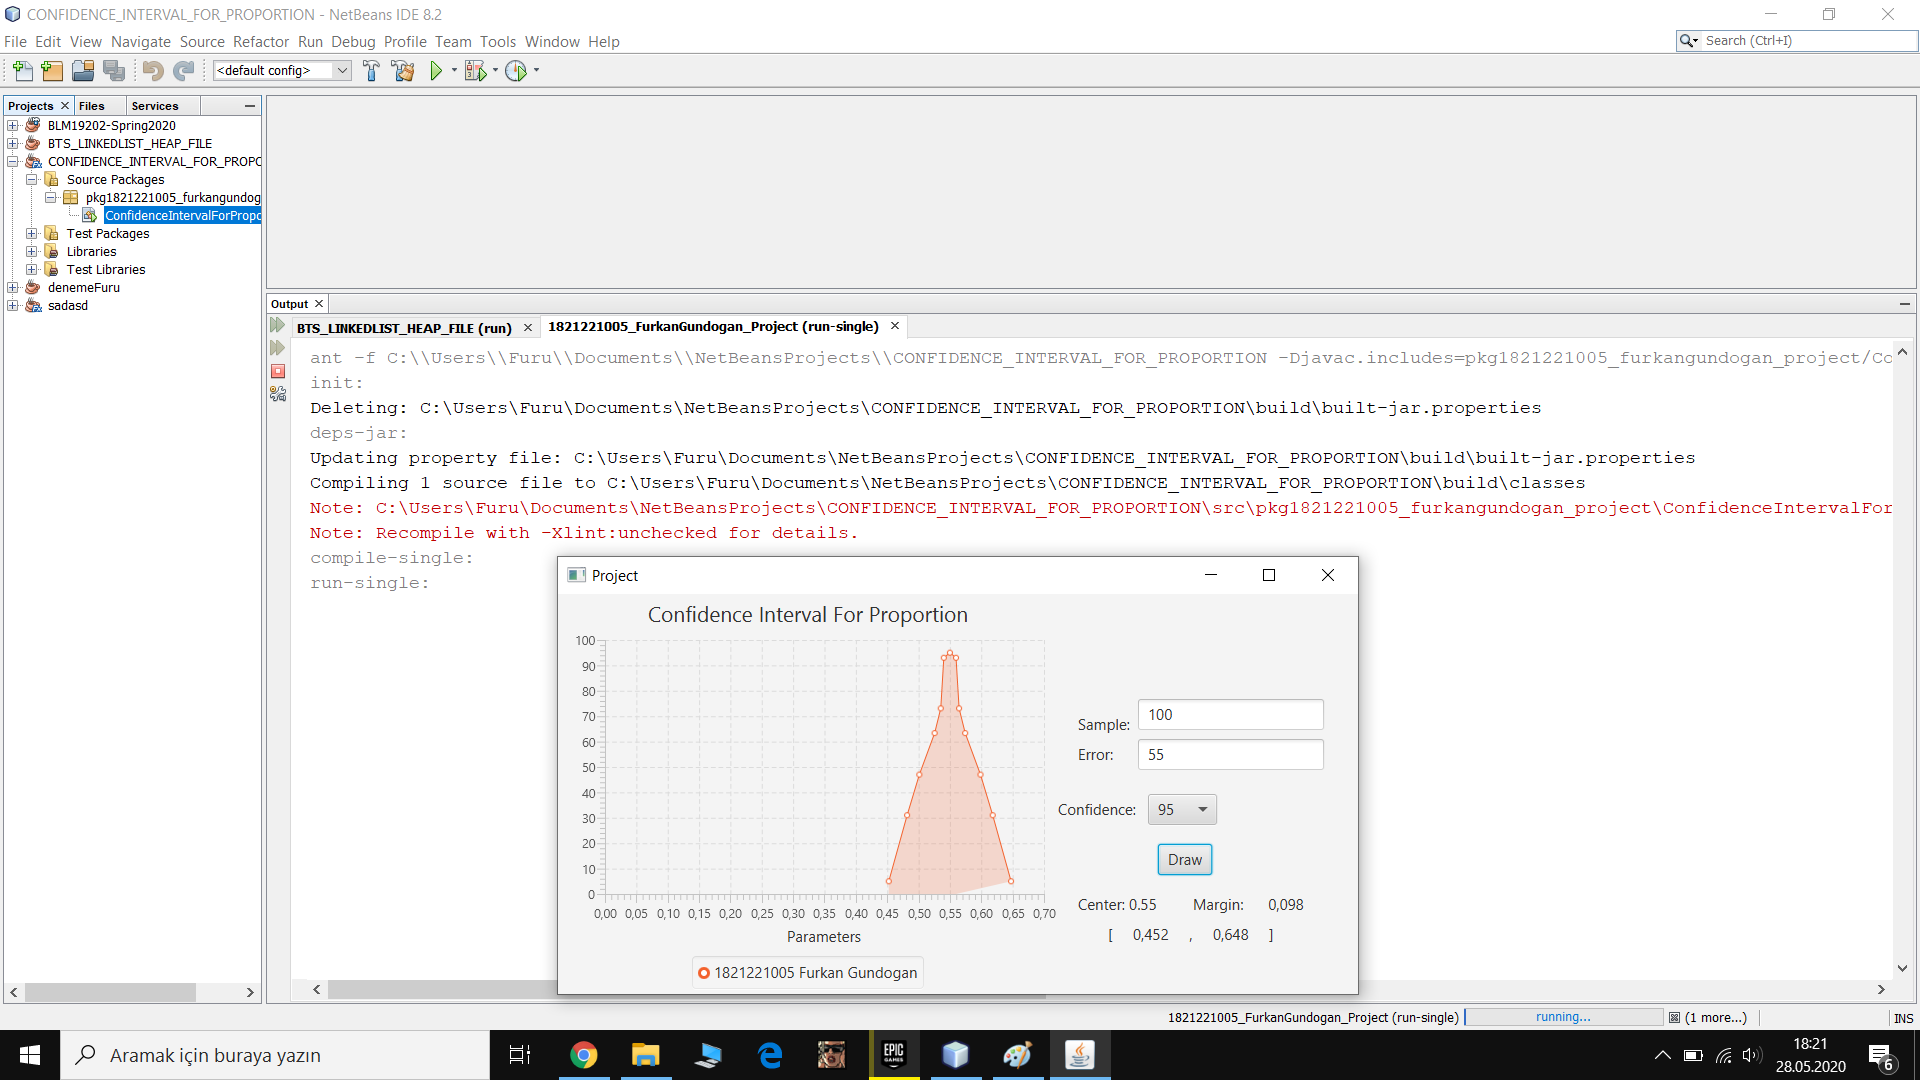 CONFIDENCE_INTERVAL_FOR_PROPORTION - NetBeans IDE 8.2
File Edit View Navigate Source Refactor Run Debug Profile Team Tools Window Help
Search (Ctrl+I)
<default config>
Projects Files Services
BLM19202-Spring2020
BTS_LINKEDLIST_HEAP_FILE
CONFIDENCE_INTERVAL_FOR_PROPO
Source Packages
pkg1821221005_furkangundog
ConfidenceIntervalForPropo
Test Packages
Libraries
Test Libraries
denemeFuru
sadasd
Output
BTS_LINKEDLIST_HEAP_FILE (run) 1821221005_FurkanGundogan_Project (run-single)
ant -f C:\\Users\\Furu\\Documents\\NetBeansProjects\\CONFIDENCE_INTERVAL_FOR_PROPORTION -Djavac.includes=pkg1821221005_furkangundogan_project/Co
init:
Deleting: C:\Users\Furu\Documents\NetBeansProjects\CONFIDENCE_INTERVAL_FOR_PROPORTION\build\built-jar.properties
deps-jar:
Updating property file: C:\Users\Furu\Documents\NetBeansProjects\CONFIDENCE_INTERVAL_FOR_PROPORTION\build\built-jar.properties
Compiling 1 source file to C:\Users\Furu\Documents\NetBeansProjects\CONFIDENCE_INTERVAL_FOR_PROPORTION\build\classes
Note: C:\Users\Furu\Documents\NetBeansProjects\CONFIDENCE_INTERVAL_FOR_PROPORTION\src\pkg1821221005_furkangundogan_project\ConfidenceIntervalFor
Note: Recompile with -Xlint:unchecked for details.
compile-single:
run-single:
Project
Confidence Interval For Proportion
100
90
80
70
60
50
40
30
20
10
0
0,00 0,05 0,10 0,15 0,20 0,25 0,30 0,35 0,40 0,45 0,50 0,55 0,60 0,65 0,70
Parameters
1821221005 Furkan Gundogan
Sample: 100
Error: 55
Confidence: 95
Draw
Center: 0.55 Margin: 0,098
[ 0,452 , 0,648 ]
1821221005_FurkanGundogan_Project (run-single) running... (1 more...) INS
Aramak için buraya yazın
EPIC GAMES
18:21
28.05.2020
6